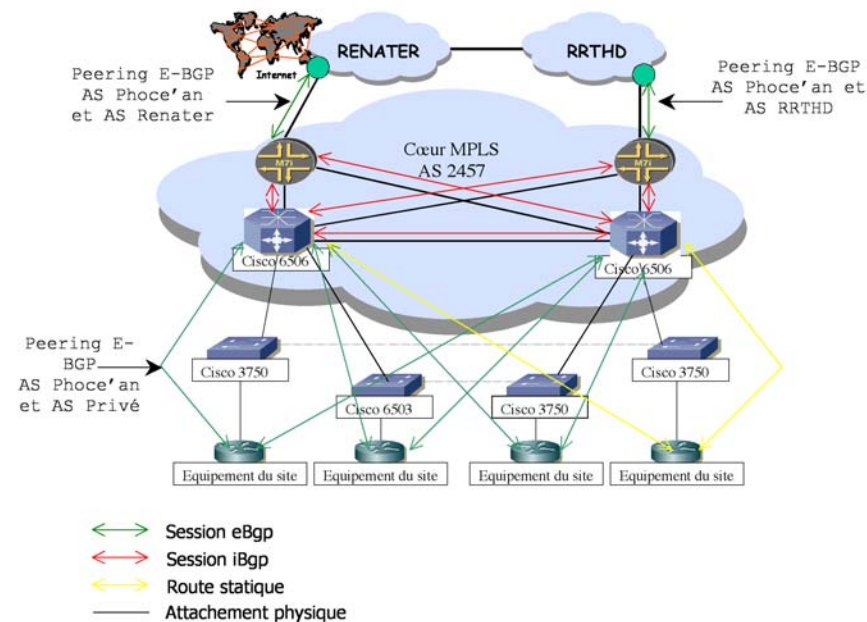 RENATER
RRTHD
Internet
Peering E-BGP
AS Phoce'an
et AS Renater
Peering E-BGP
AS Phoce'an et
AS RRTHD
Cœur MPLS
AS 2457
M7i
M7i
Cisco 6506
Cisco 6506
Peering E-
BGP
AS Phoce'an
et AS Privé
Cisco 3750
Cisco 6503
Cisco 3750
Cisco 3750
Equipement du site
Equipement du site
Equipement du site
Equipement du site
Session eBgp
Session iBgp
Route statique
Attachement physique